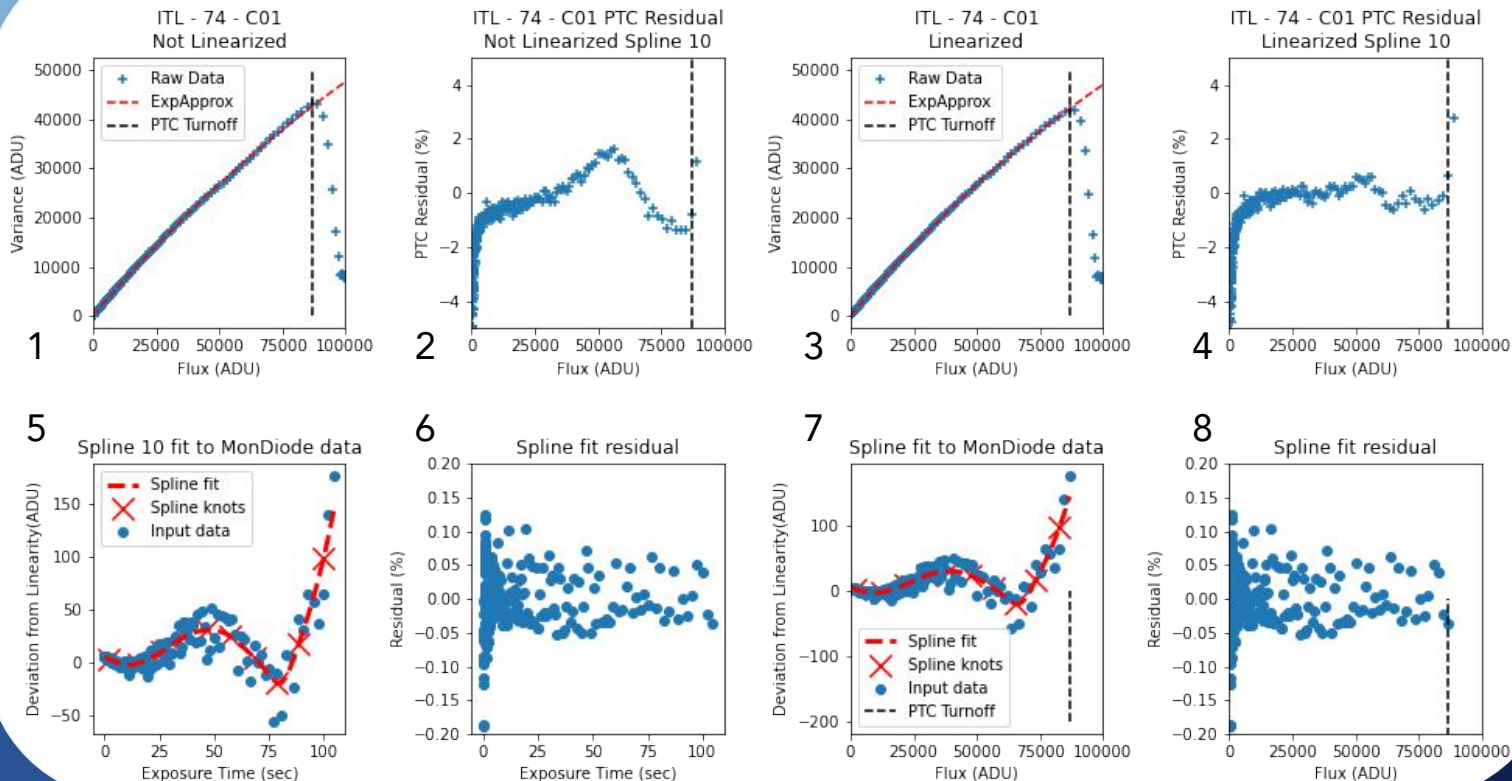 ITL - 74 - C01
Not Linearized
50000
40000
30000
20000
10000
0
Variance (ADU)
Raw Data
ExpApprox
PTC Turnoff
0 25000 50000 75000 100000
Flux (ADU)
1
ITL - 74 - C01 PTC Residual
Not Linearized Spline 10
4
2
0
−2
−4
PTC Residual (%)
0 25000 50000 75000 100000
Flux (ADU)
2
ITL - 74 - C01
Linearized
50000
40000
30000
20000
10000
0
Variance (ADU)
Raw Data
ExpApprox
PTC Turnoff
0 25000 50000 75000 100000
Flux (ADU)
3
ITL - 74 - C01 PTC Residual
Linearized Spline 10
4
2
0
−2
−4
PTC Residual (%)
0 25000 50000 75000 100000
Flux (ADU)
4
5
Spline 10 fit to MonDiode data
150
100
50
0
−50
Deviation from Linearity(ADU)
Spline fit
Spline knots
Input data
0 25 50 75 100
Exposure Time (sec)
6
Spline fit residual
0.20
0.15
0.10
0.05
0.00
−0.05
−0.10
−0.15
−0.20
Residual (%)
0 25 50 75 100
Exposure Time (sec)
7
Spline fit to MonDiode data
100
0
−100
−200
Deviation from Linearity(ADU)
Spline fit
Spline knots
Input data
PTC Turnoff
0 25000 50000 75000 100000
Flux (ADU)
8
Spline fit residual
0.20
0.15
0.10
0.05
0.00
−0.05
−0.10
−0.15
−0.20
Residual (%)
0 25000 50000 75000 100000
Flux (ADU)